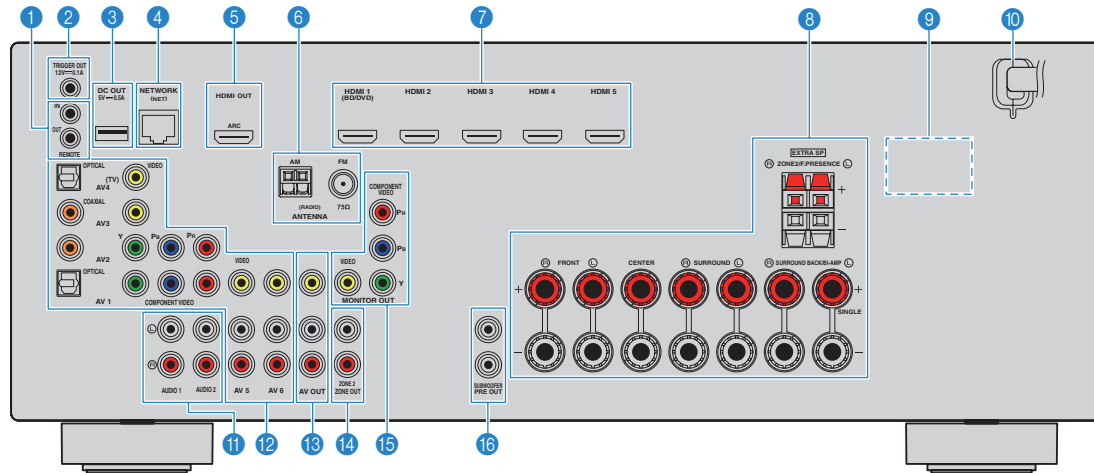 1 2 3 4 5 6 7 8 9 10
TRIGGER OUT
12V⎓0.1A
DC OUT
5V⎓0.5A
NETWORK
(NET)
HDMI OUT
ARC
HDMI 1
(BD/DVD)
HDMI 2
HDMI 3
HDMI 4
HDMI 5
IN
OUT
REMOTE
EXTRA SP
R ZONE2/F.PRESENCE L
+
−
OPTICAL
(TV)
VIDEO
AV4
COAXIAL
AV3
AV2
Y PB PR
OPTICAL
AV 1
COMPONENT VIDEO
VIDEO
AM
FM
(RADIO)
75Ω
ANTENNA
COMPONENT
VIDEO
PR
PB
VIDEO
Y
MONITOR OUT
R FRONT L
CENTER
R SURROUND L
R SURROUND BACK/BI-AMP L
+
+
SINGLE
−
−
L
R
AUDIO 1
AUDIO 2
AV 5
AV 6
AV OUT
ZONE 2
ZONE OUT
SUBWOOFER
PRE OUT
11 12 13 14 15 16